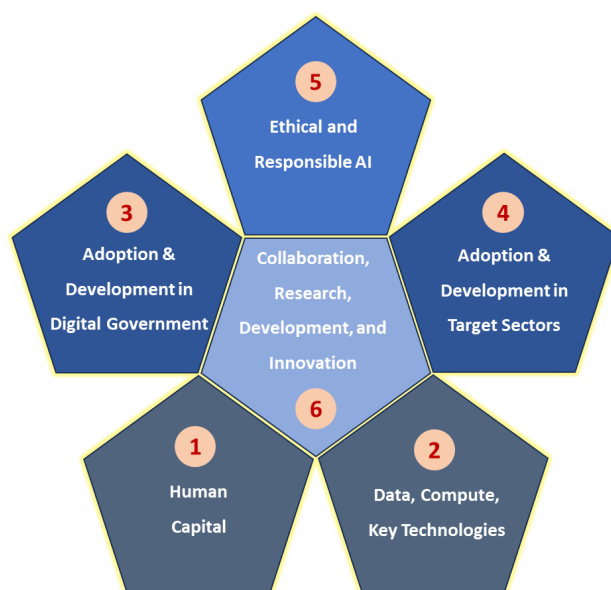 5
Ethical and
Responsible AI
3
Adoption &
Development in
Digital Government
4
Adoption &
Development in
Target Sectors
Collaboration,
Research,
Development, and
Innovation
6
1
Human
Capital
2
Data, Compute,
Key Technologies